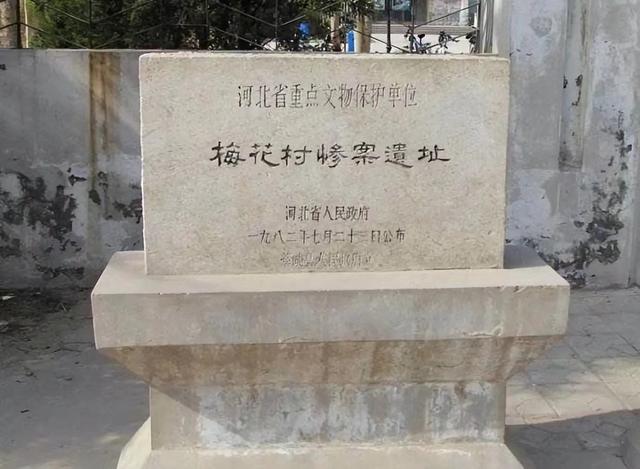 河北省重点文物保护单位
梅花村惨案遺址
河北省人民政府
一九八二年七月二十三日公布